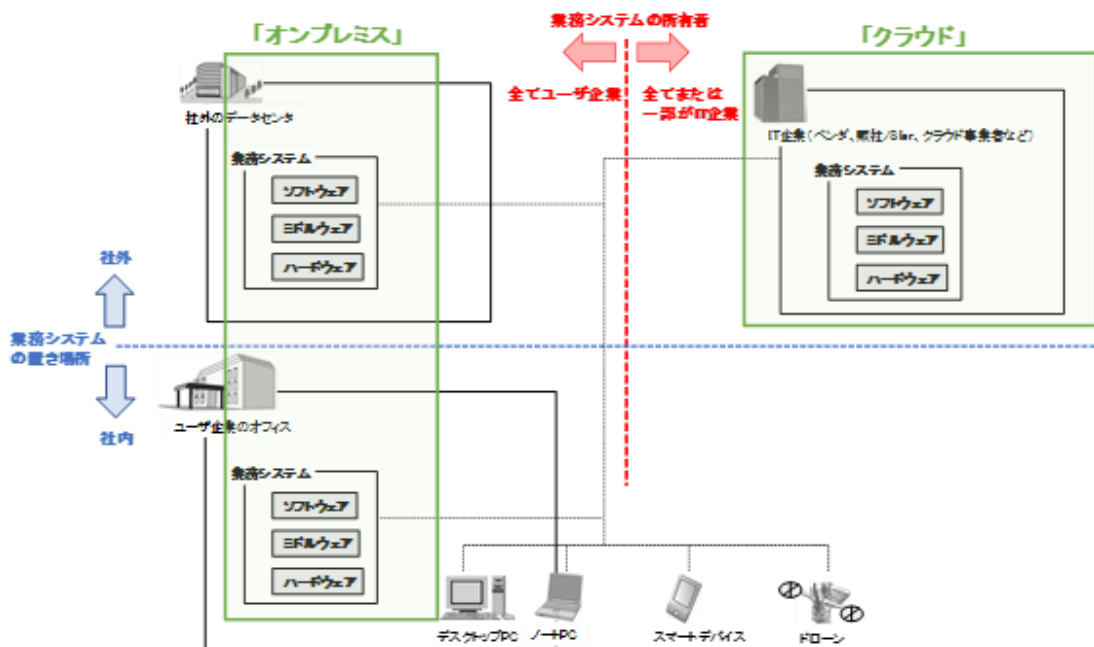 業務システムの所有者
「オンプレミス」
「クラウド」
全てユーザ企業
全てまたは
一部がIT企業
社外のデータセンタ
IT企業(ベンダ、販社/SIer、クラウド事業者など)
業務システム
ソフトウェア
ミドルウェア
ハードウェア
業務システム
ソフトウェア
ミドルウェア
ハードウェア
社外
業務システム
の置き場所
社内
ユーザ企業のオフィス
業務システム
ソフトウェア
ミドルウェア
ハードウェア
デスクトップPC
ノートPC
スマートデバイス
ドローン